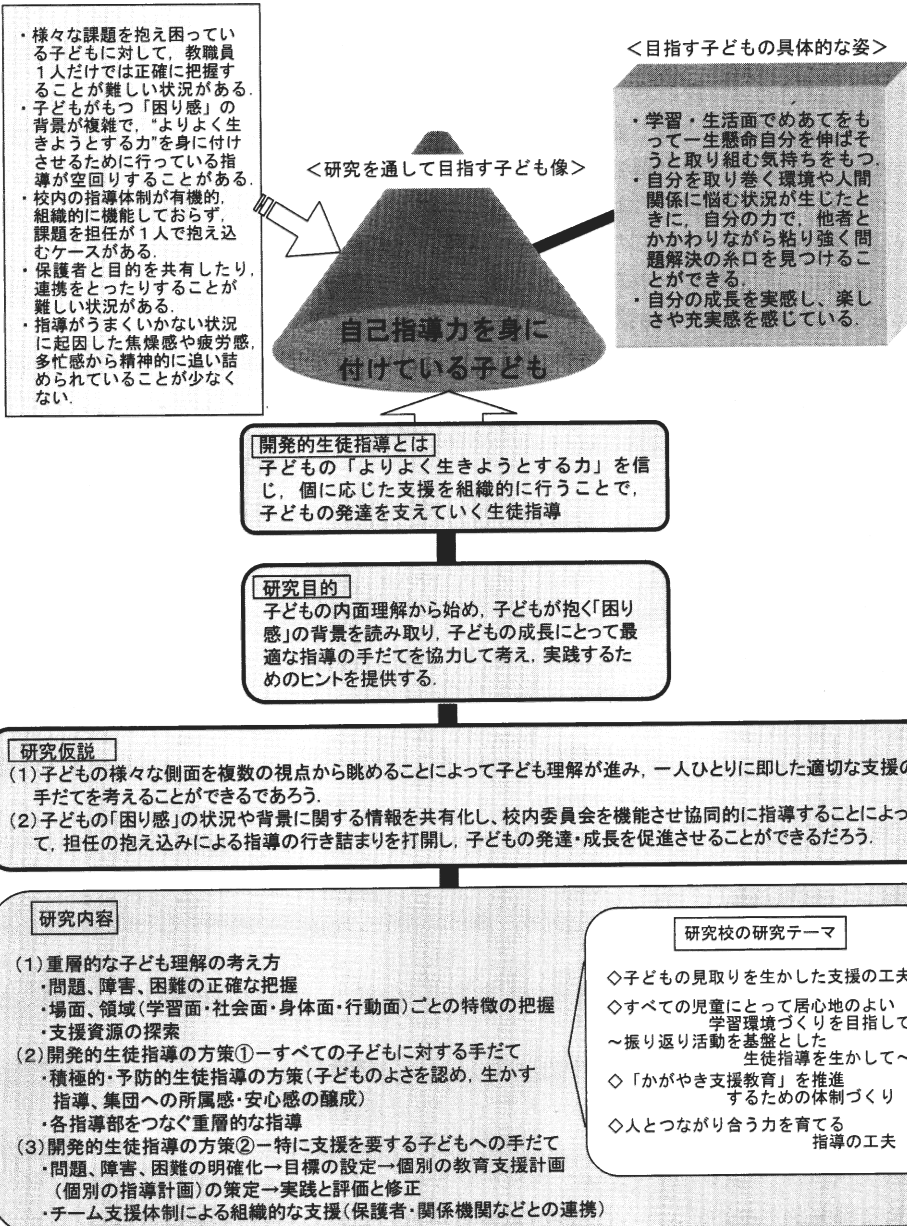 ・様々な課題を抱え困ってい
る子どもに対して，教職員
１人だけでは正確に把握す
ることが難しい状況がある．
・子どもがもつ「困り感」の
背景が複雑で，“よりよく生
きようとする力”を身に付け
させるために行っている指
導が空回りすることがある．
・校内の指導体制が有機的，
組織的に機能しておらず，
課題を担任が１人で抱え込
むケースがある．
・保護者と目的を共有したり，
連携をとったりすることが
難しい状況がある．
・指導がうまくいかない状況
に起因した焦燥感や疲労感，
多忙感から精神的に追い詰
められていることが少なく
ない．
＜研究を通して目指す子ども像＞
自己指導力を身に
付けている子ども
＜目指す子どもの具体的な姿＞
・学習・生活面でめあてをも
って一生懸命自分を伸ばそ
うと取り組む気持ちをもつ．
・自分を取り巻く環境や人間
関係に悩む状況が生じたと
きに，自分の力で，他者と
かかわりながら粘り強く問
題解決の糸口を見つけるこ
とができる．
・自分の成長を実感し、楽し
さや充実感を感じている．
開発的生徒指導とは
子どもの「よりよく生きようとする力」を信
じ，個に応じた支援を組織的に行うことで，
子どもの発達を支えていく生徒指導
研究目的
子どもの内面理解から始め，子どもが抱く「困り
感」の背景を読み取り，子どもの成長にとって最
適な指導の手だてを協力して考え，実践するた
めのヒントを提供する．
研究仮説
(１)子どもの様々な側面を複数の視点から眺めることによって子ども理解が進み，一人ひとりに即した適切な支援の
手だてを考えることができるであろう．
(２)子どもの「困り感」の状況や背景に関する情報を共有化し、校内委員会を機能させ協同的に指導することによっ
て，担任の抱え込みによる指導の行き詰まりを打開し，子どもの発達・成長を促進させることができるだろう．
研究内容
(１)重層的な子ども理解の考え方
・問題、障害、困難の正確な把握
・場面、領域(学習面・社会面・身体面・行動面)ごとの特徴の把握
・支援資源の探索
(２)開発的生徒指導の方策①－すべての子どもに対する手だて
・積極的・予防的生徒指導の方策(子どものよさを認め，生かす
指導、集団への所属感・安心感の醸成)
・各指導部をつなぐ重層的な指導
(３)開発的生徒指導の方策②－特に支援を要する子どもへの手だて
・問題、障害、困難の明確化→目標の設定→個別の教育支援計画
(個別の指導計画)の策定→実践と評価と修正
・チーム支援体制による組織的な支援(保護者・関係機関などとの連携)
研究校の研究テーマ
◇子どもの見取りを生かした支援の工夫
◇すべての児童にとって居心地のよい
学習環境づくりを目指して
～振り返り活動を基盤とした
生徒指導を生かして～
◇「かがやき支援教育」を推進
するための体制づくり
◇人とつながり合う力を育てる
指導の工夫